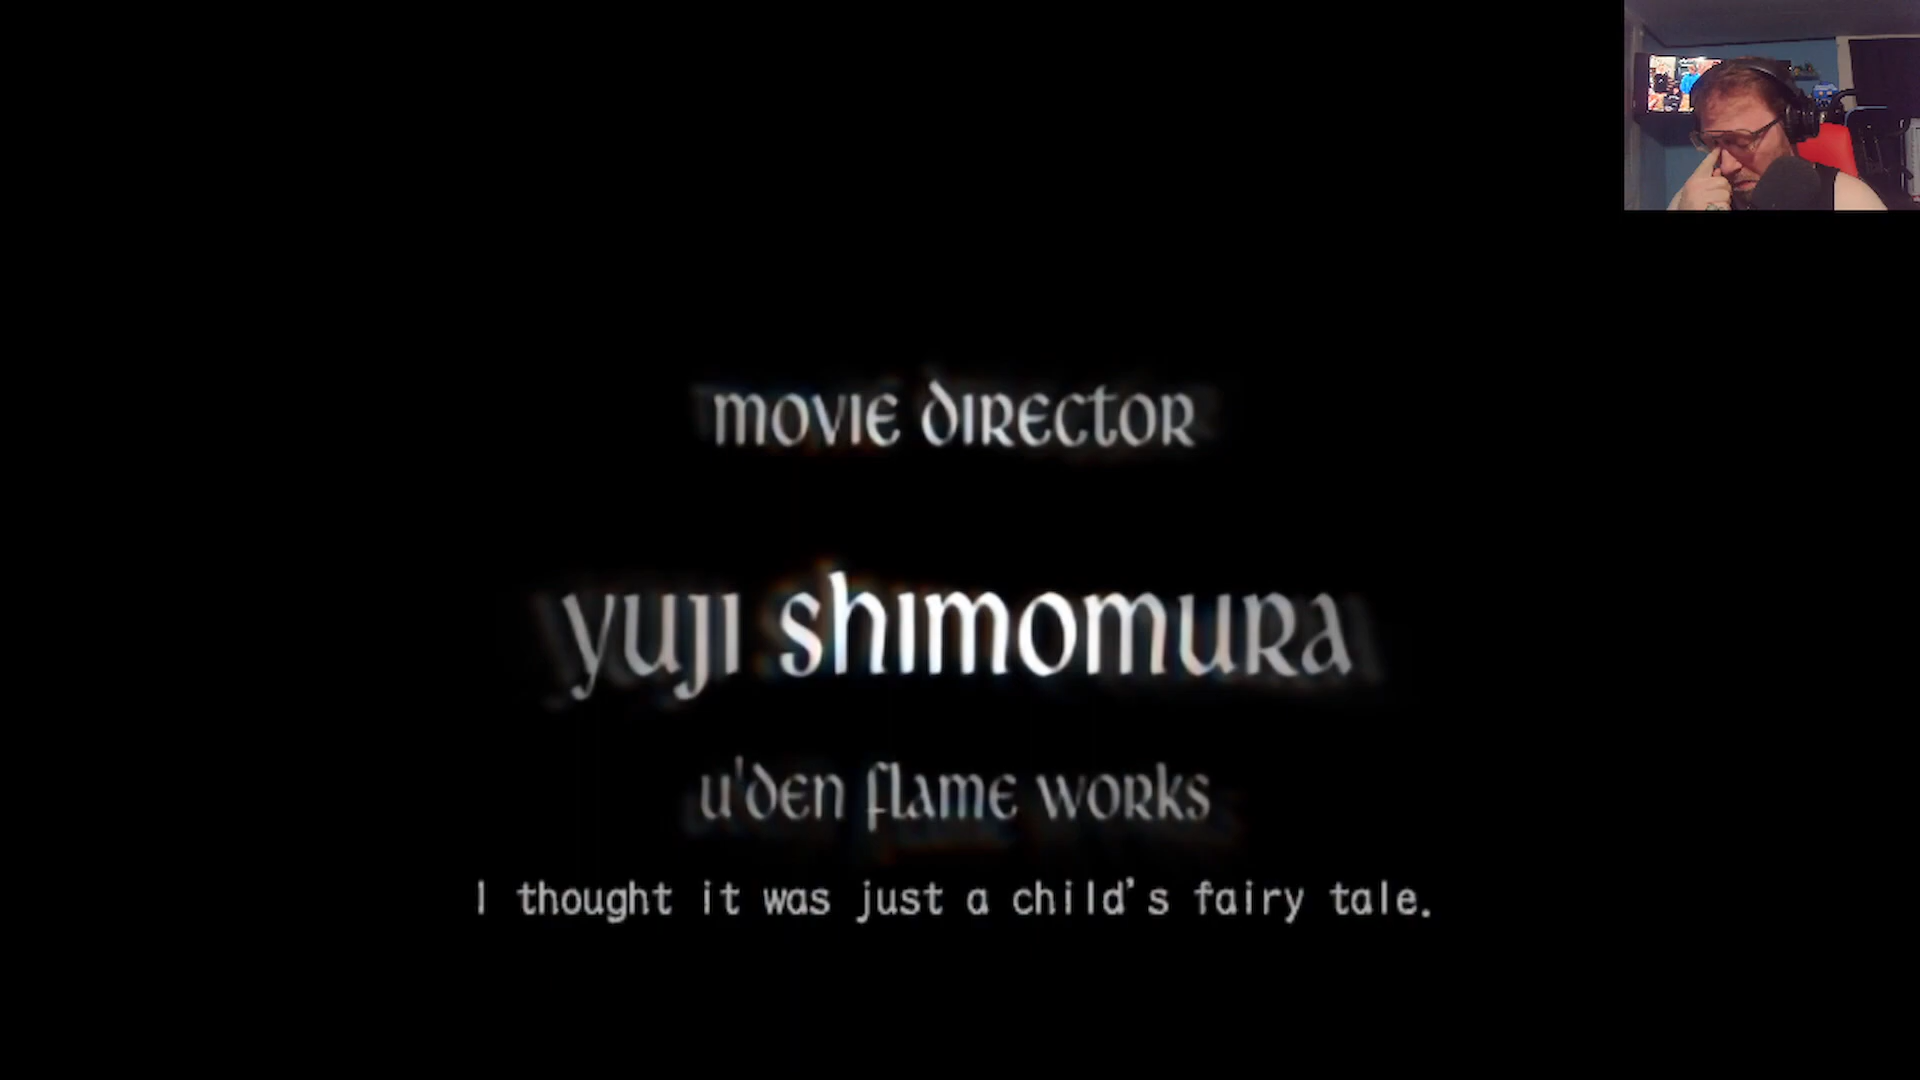 movie director
yuji shimomura
u'den flame works
I thought it was just a child's fairy tale.